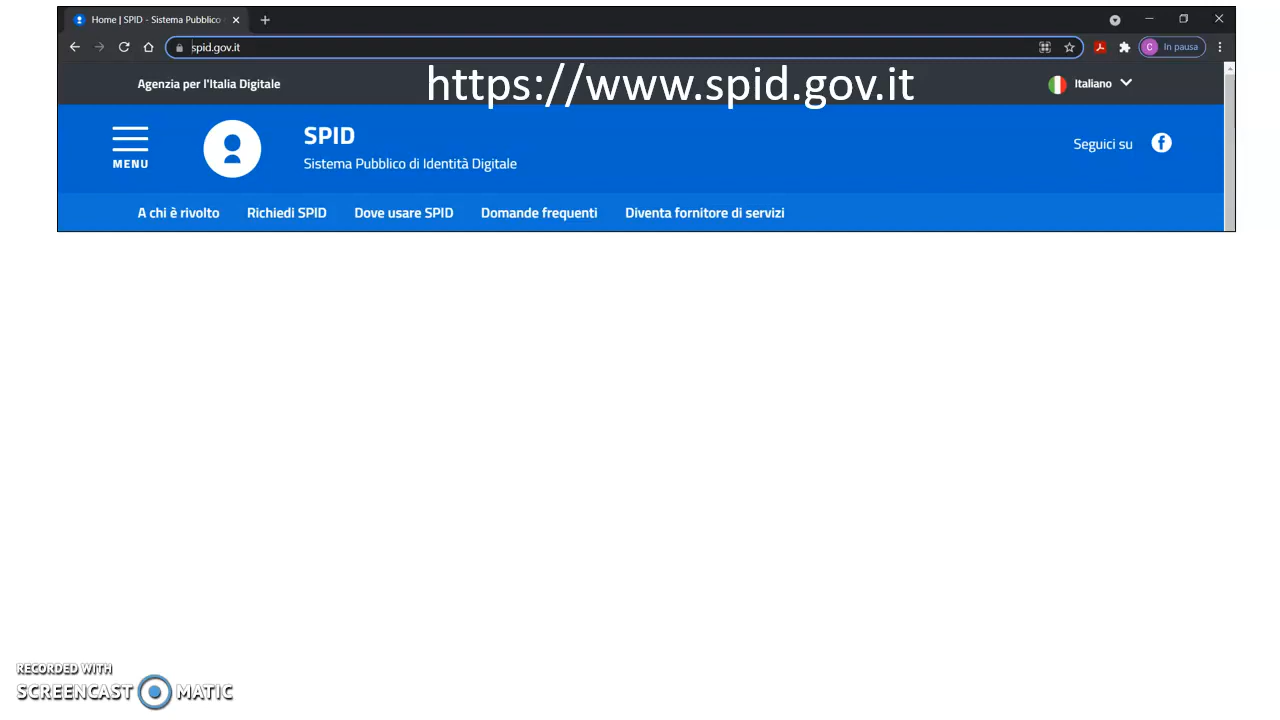 Home | SPID - Sistema Pubblico
spid.gov.it
C In pausa
Agenzia per l'Italia Digitale
https://www.spid.gov.it
Italiano
MENU
SPID
Sistema Pubblico di Identità Digitale
Seguici su
A chi è rivolto Richiedi SPID Dove usare SPID Domande frequenti Diventa fornitore di servizi
RECORDED WITH
SCREENCAST MATIC